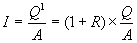 I = Q¹/A = (1 + R) × Q/A